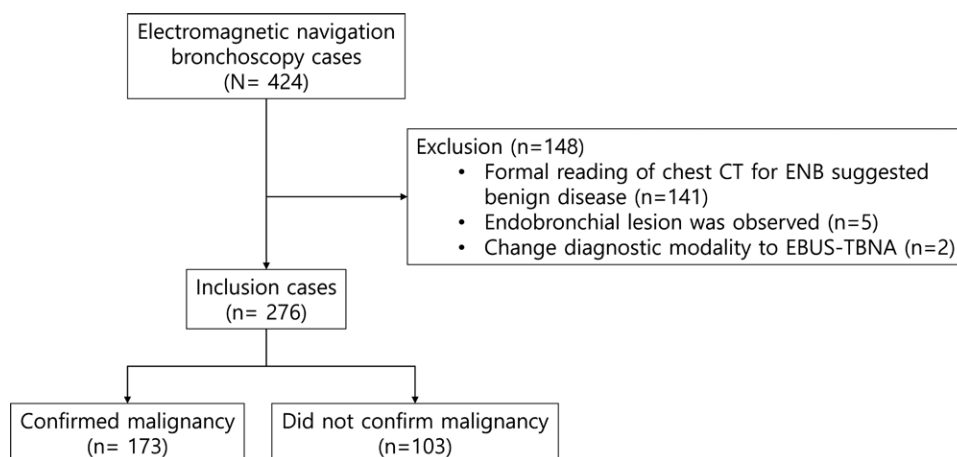 Electromagnetic navigation
bronchoscopy cases
(N= 424)
Exclusion (n=148)
• Formal reading of chest CT for ENB suggested
benign disease (n=141)
• Endobronchial lesion was observed (n=5)
• Change diagnostic modality to EBUS-TBNA (n=2)
Inclusion cases
(n= 276)
Confirmed malignancy
(n= 173)
Did not confirm malignancy
(n=103)